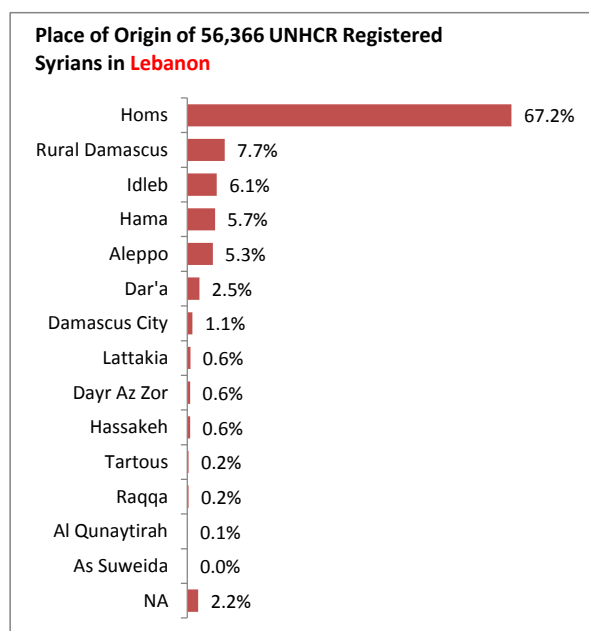 Place of Origin of 56,366 UNHCR Registered
Syrians in Lebanon
Homs 67.2%
Rural Damascus 7.7%
Idleb 6.1%
Hama 5.7%
Aleppo 5.3%
Dar'a 2.5%
Damascus City 1.1%
Lattakia 0.6%
Dayr Az Zor 0.6%
Hassakeh 0.6%
Tartous 0.2%
Raqqa 0.2%
Al Qunaytirah 0.1%
As Suweida 0.0%
NA 2.2%